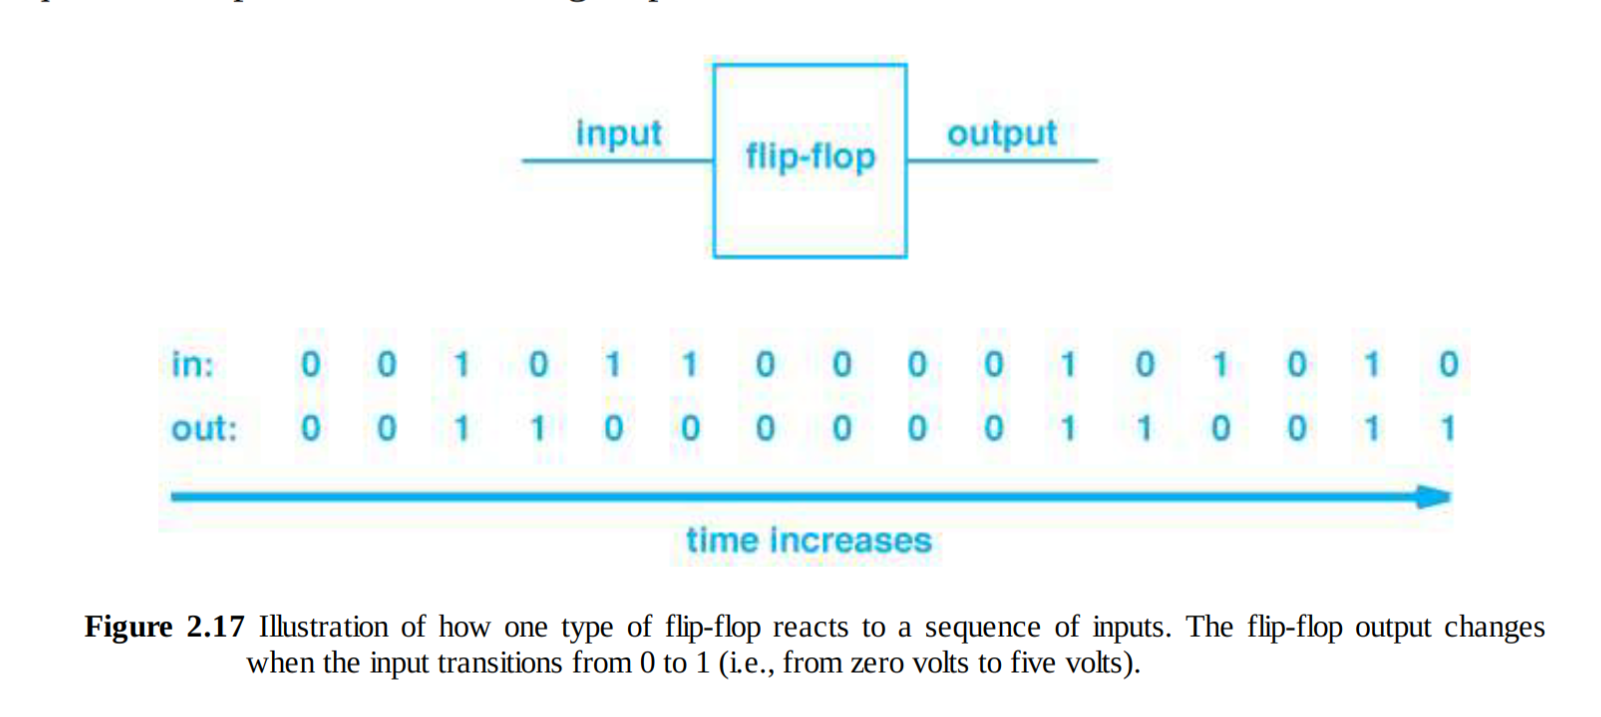 input
flip-flop
output
in: 0 0 1 0 1 1 0 0 0 0 1 0 1 0 1 0
out: 0 0 1 1 0 0 0 0 0 0 1 1 0 0 1 1
time increases
Figure 2.17 Illustration of how one type of flip-flop reacts to a sequence of inputs. The flip-flop output changes
when the input transitions from 0 to 1 (i.e., from zero volts to five volts).